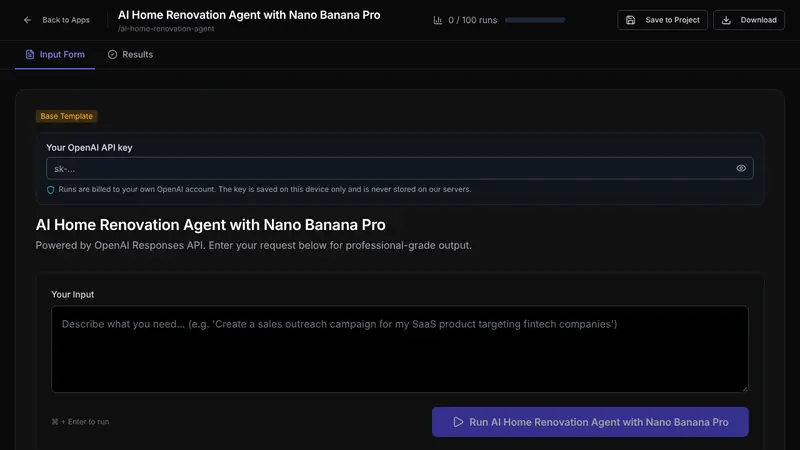 Back to Apps
AI Home Renovation Agent with Nano Banana Pro
/ai-home-renovation-agent
0 / 100 runs
Save to Project
Download
Input Form
Results
Base Template
Your OpenAI API key
sk-...
Runs are billed to your own OpenAI account. The key is saved on this device only and is never stored on our servers.
AI Home Renovation Agent with Nano Banana Pro
Powered by OpenAI Responses API. Enter your request below for professional-grade output.
Your Input
Describe what you need... (e.g. 'Create a sales outreach campaign for my SaaS product targeting fintech companies')
⌘ + Enter to run
Run AI Home Renovation Agent with Nano Banana Pro